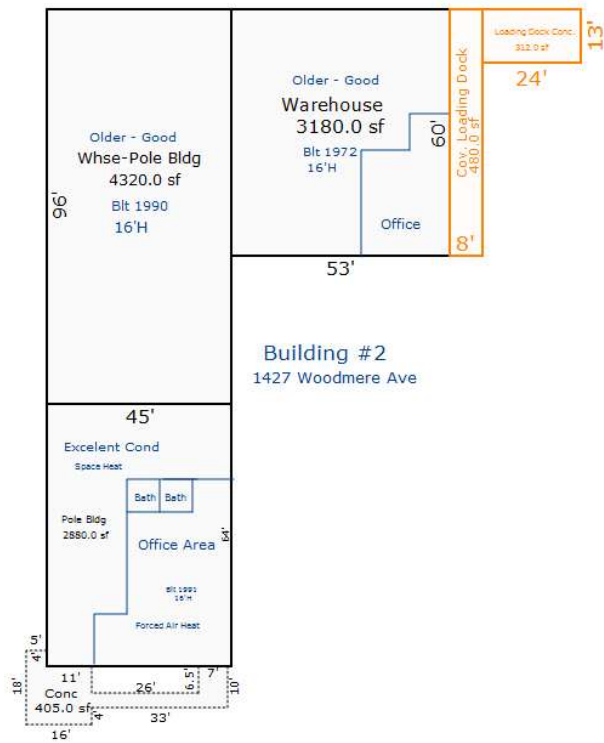 Loading Dock Conc.
312.0 sf
13'
24'
Cov. Loading Dock
480.0 sf
8'
Older - Good
Warehouse
3180.0 sf
Blt 1972
16'H
60'
Office
53'
Older - Good
Whse-Pole Bldg
4320.0 sf
Blt 1990
16'H
96'
Building #2
1427 Woodmere Ave
45'
Excelent Cond
Space Heat
Bath
Bath
Pole Bldg
2880.0 sf
64'
Office Area
Blt 1991
16'H
Forced Air Heat
5'
4'
18'
11'
Conc
405.0 sf
16'
4'
26'
6.5'
7'
10'
33'